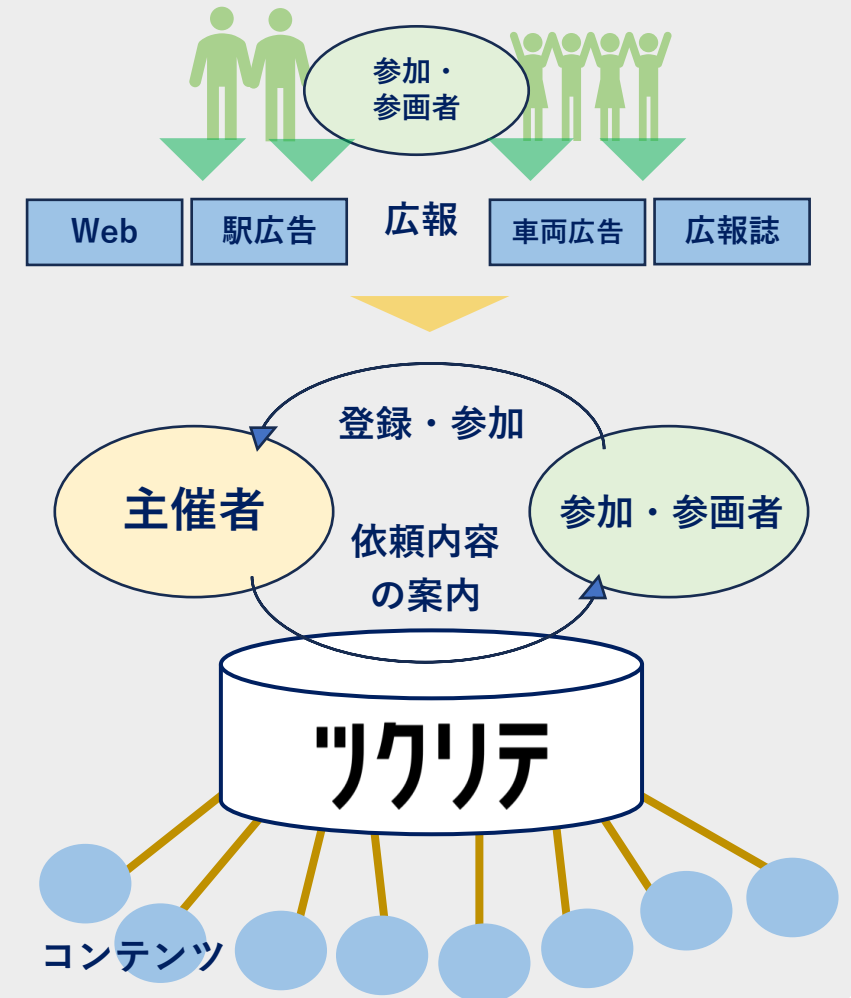 参加・
参画者
Web
駅広告
広報
車両広告
広報誌
登録・参加
主催者
参加・参画者
依頼内容
の案内
ツクリテ
コンテンツ